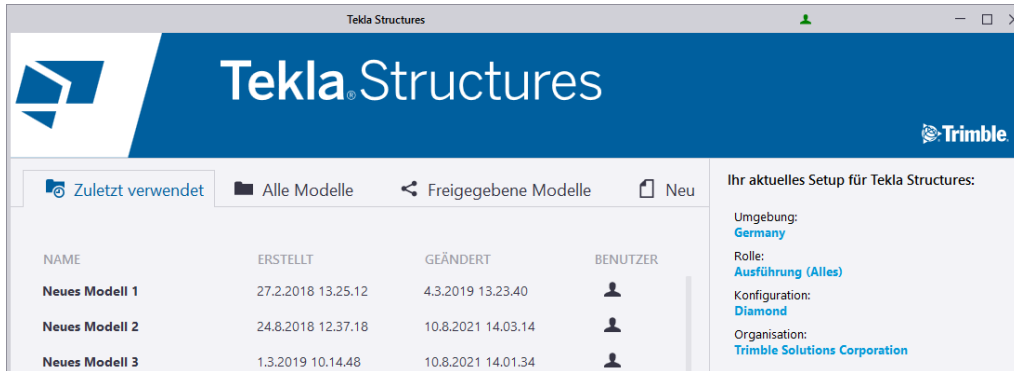 Tekla Structures
Tekla® Structures
Trimble.
Zuletzt verwendet
Alle Modelle
Freigegebene Modelle
Neu
NAME ERSTELLT GEÄNDERT BENUTZER
Neues Modell 1 27.2.2018 13.25.12 4.3.2019 13.23.40
Neues Modell 2 24.8.2018 12.37.18 10.8.2021 14.03.14
Neues Modell 3 1.3.2019 10.14.48 10.8.2021 14.01.34
Ihr aktuelles Setup für Tekla Structures:
Umgebung:
Germany
Rolle:
Ausführung (Alles)
Konfiguration:
Diamond
Organisation:
Trimble Solutions Corporation